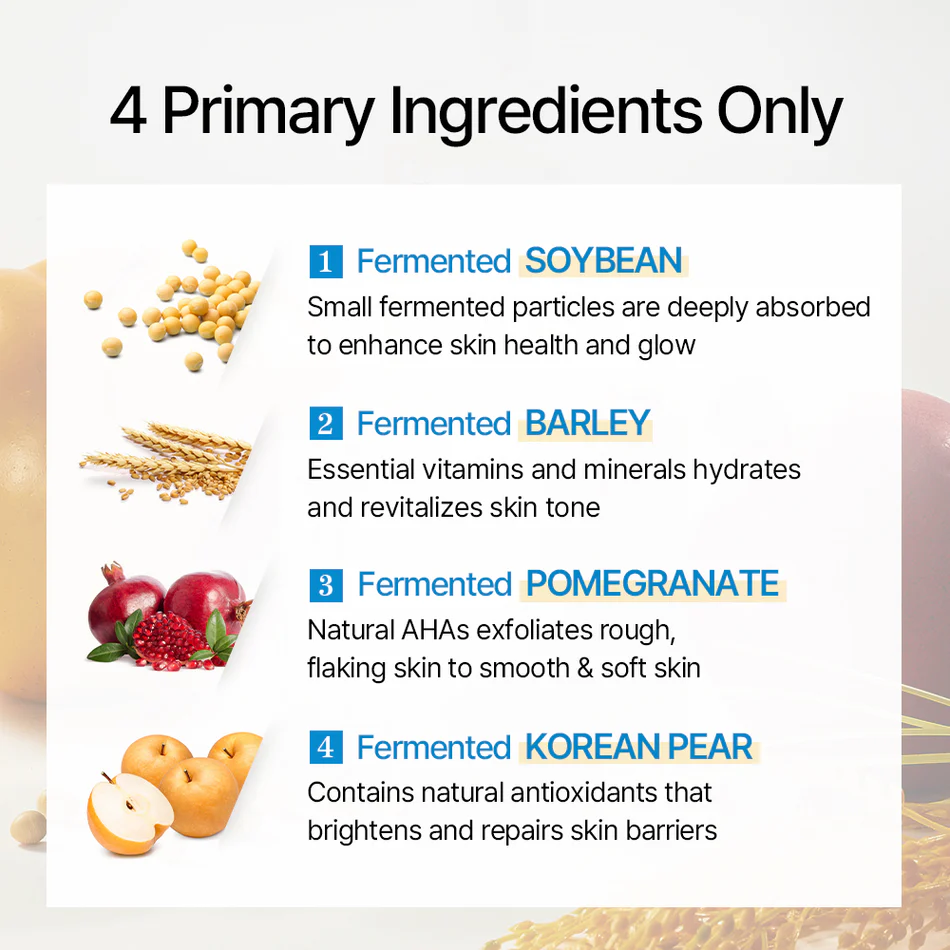 4 Primary Ingredients Only
1 Fermented SOYBEAN
Small fermented particles are deeply absorbed
to enhance skin health and glow
2 Fermented BARLEY
Essential vitamins and minerals hydrates
and revitalizes skin tone
3 Fermented POMEGRANATE
Natural AHAs exfoliates rough,
flaking skin to smooth & soft skin
4 Fermented KOREAN PEAR
Contains natural antioxidants that
brightens and repairs skin barriers